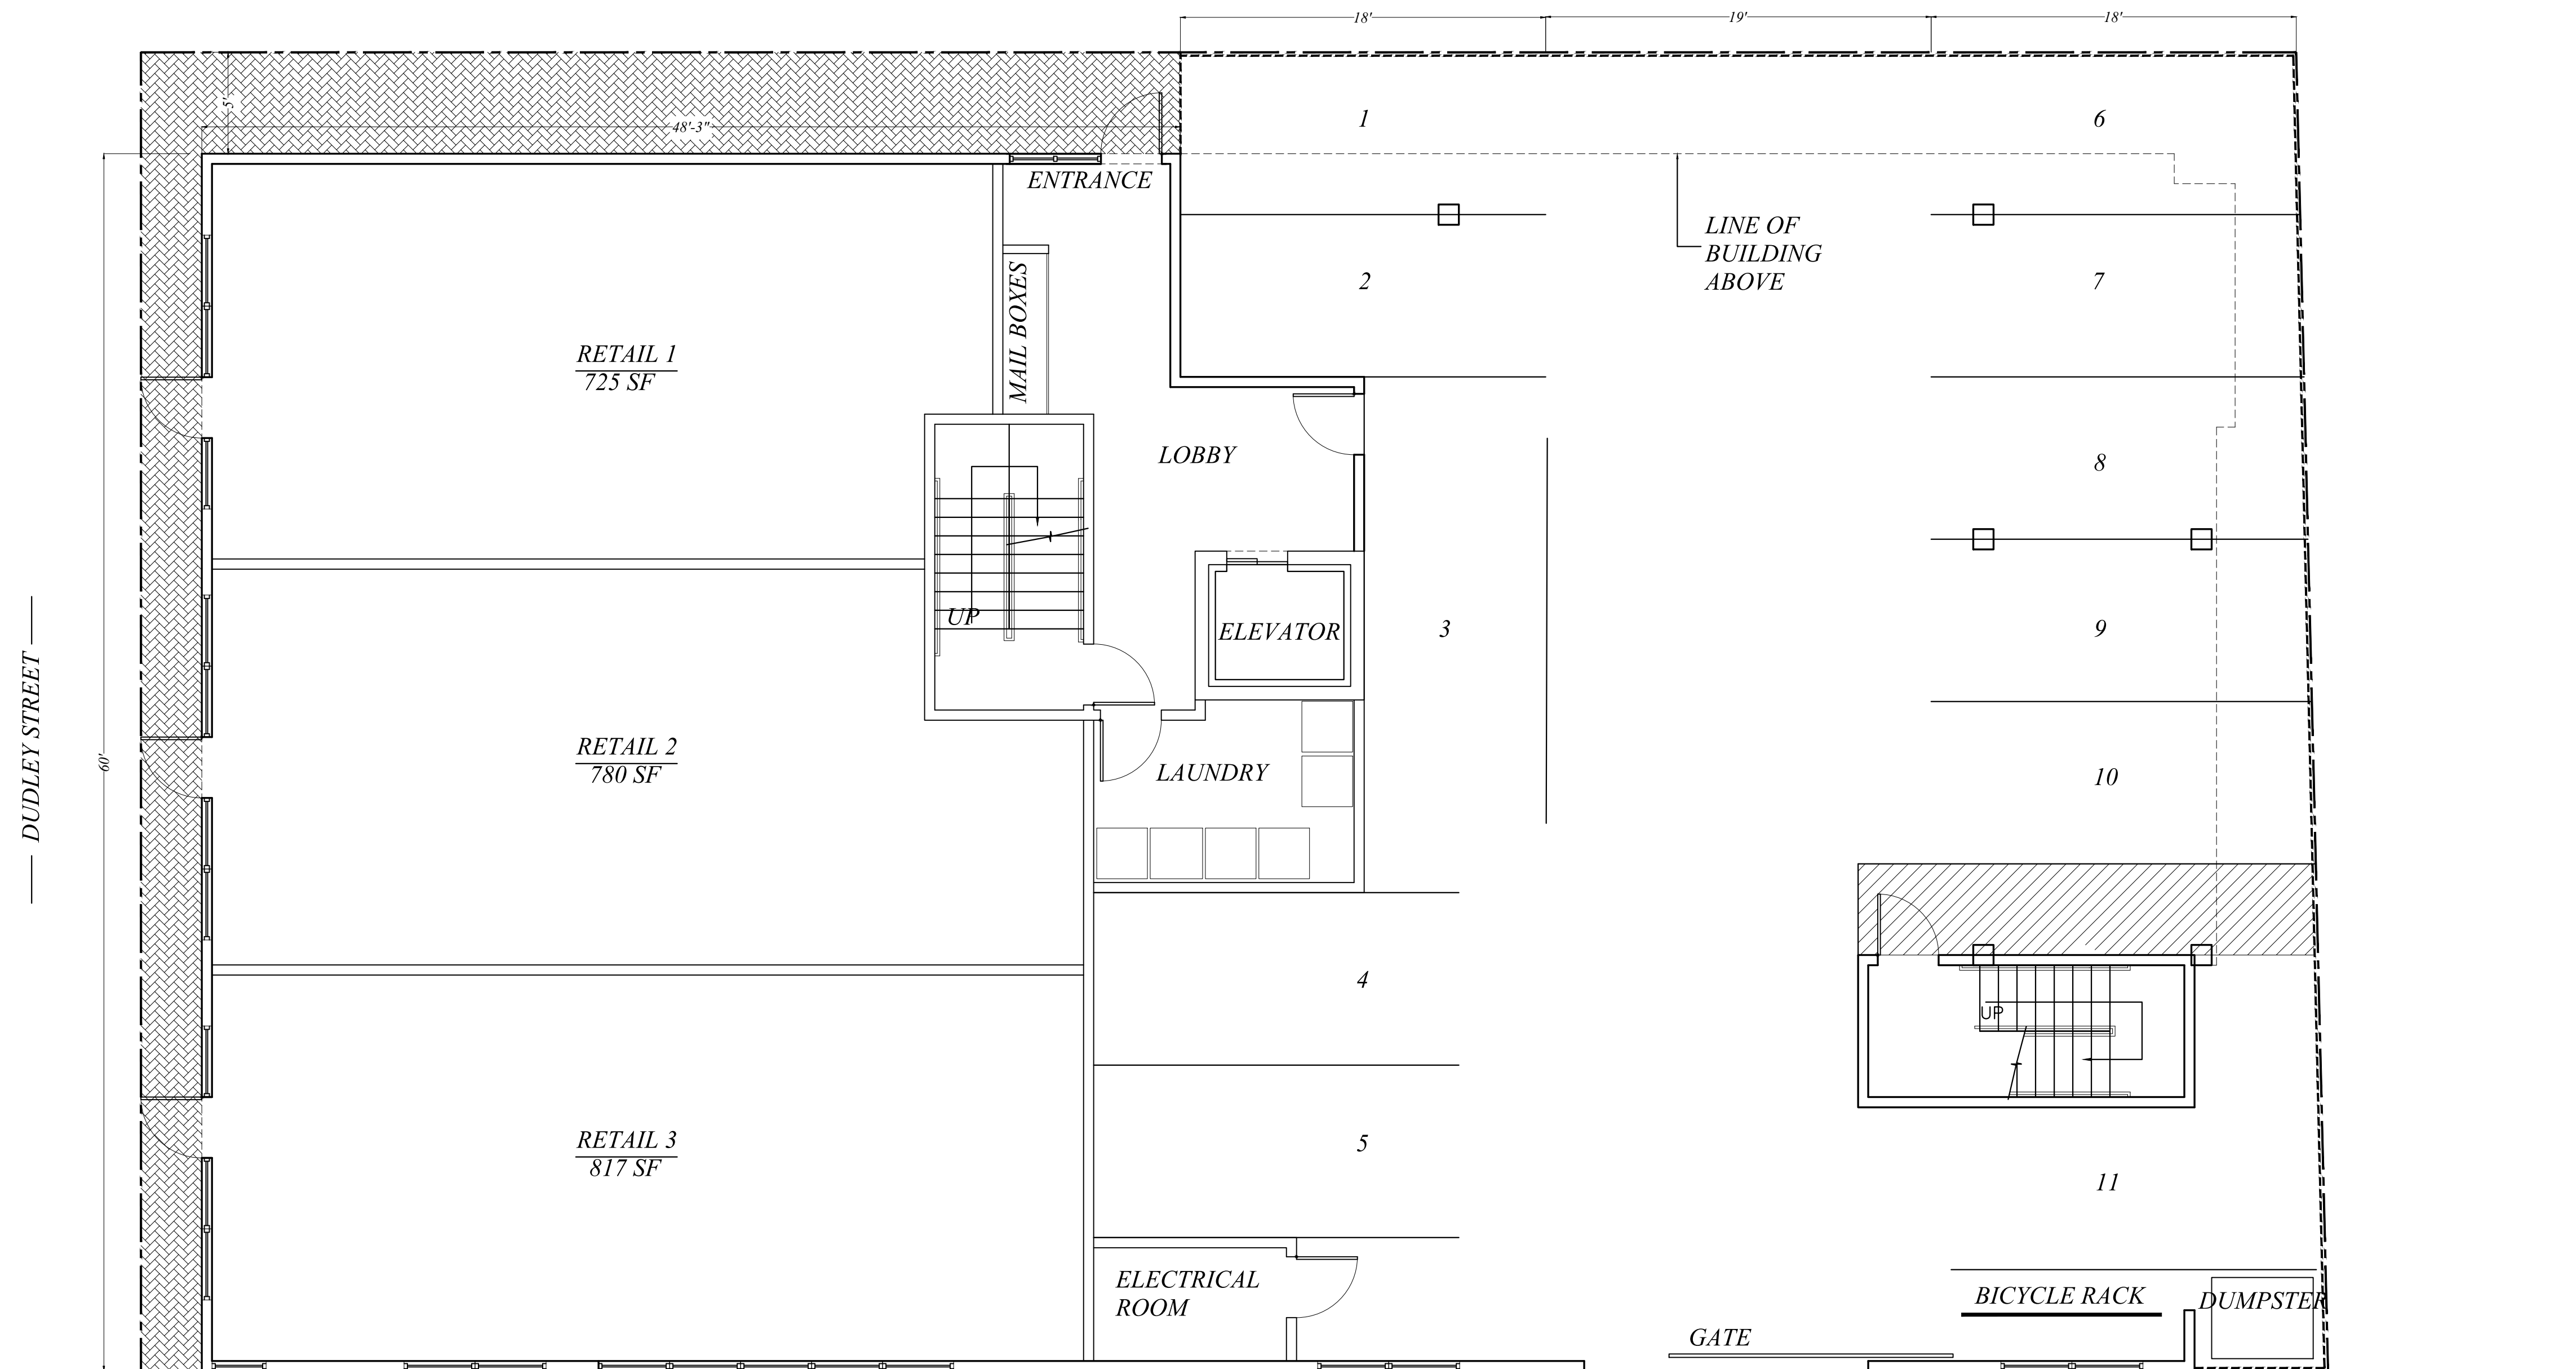 18'
19'
18'
5'
48'-3"
1
6
ENTRANCE
LINE OF
BUILDING
ABOVE
MAIL BOXES
2
7
RETAIL 1
725 SF
LOBBY
8
UP
ELEVATOR
3
9
DUDLEY STREET
60'
RETAIL 2
780 SF
LAUNDRY
10
4
UP
RETAIL 3
817 SF
5
11
ELECTRICAL
ROOM
BICYCLE RACK
DUMPSTER
GATE